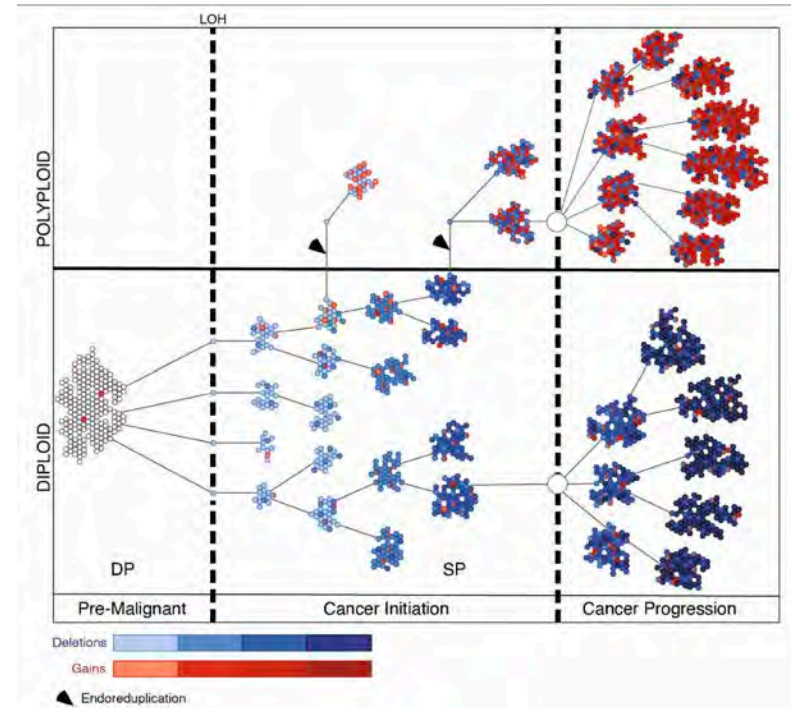 LOH
POLYPLOID
DIPLOID
DP
SP
Pre-Malignant
Cancer Initiation
Cancer Progression
Deletions
Gains
Endoreduplication